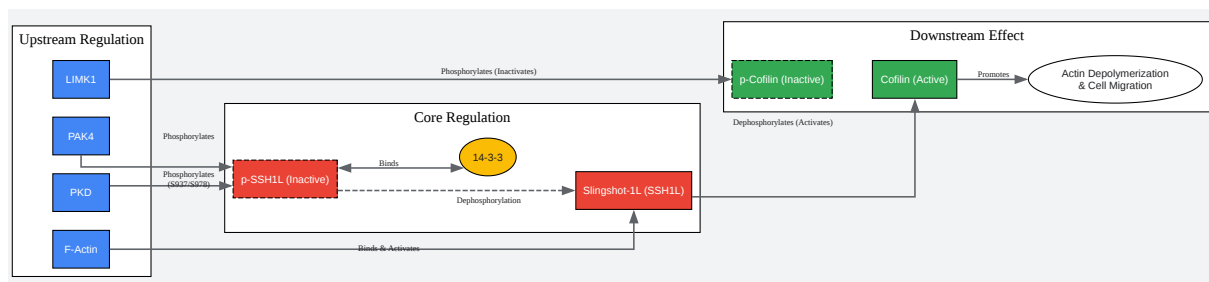 Upstream Regulation
LIMK1
PAK4
PKD
F-Actin
Phosphorylates (Inactivates)
Phosphorylates
Phosphorylates
(S937/S978)
Binds & Activates
Core Regulation
p-SSH1L (Inactive)
Binds
14-3-3
Dephosphorylation
Slingshot-1L (SSH1L)
Downstream Effect
p-Cofilin (Inactive)
Cofilin (Active)
Promotes
Actin Depolymerization
& Cell Migration
Dephosphorylates (Activates)